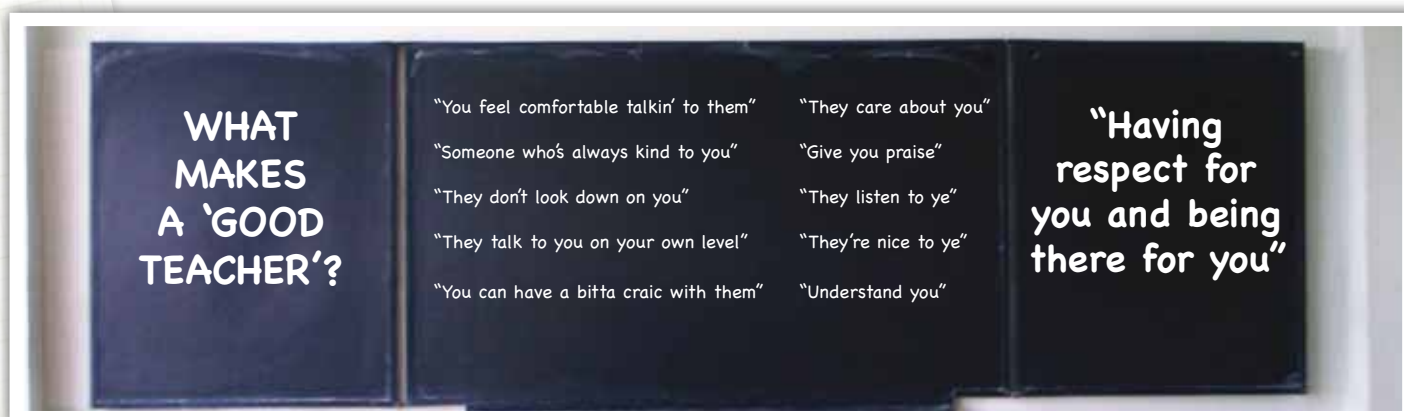 WHAT
MAKES
A ‘GOOD
TEACHER’?
“You feel comfortable talkin’ to them”
“Someone who’s always kind to you”
“They don’t look down on you”
“They talk to you on your own level”
“You can have a bitta craic with them”
“They care about you”
“Give you praise”
“They listen to ye”
“They’re nice to ye”
“Understand you”
“Having
respect for
you and being
there for you”